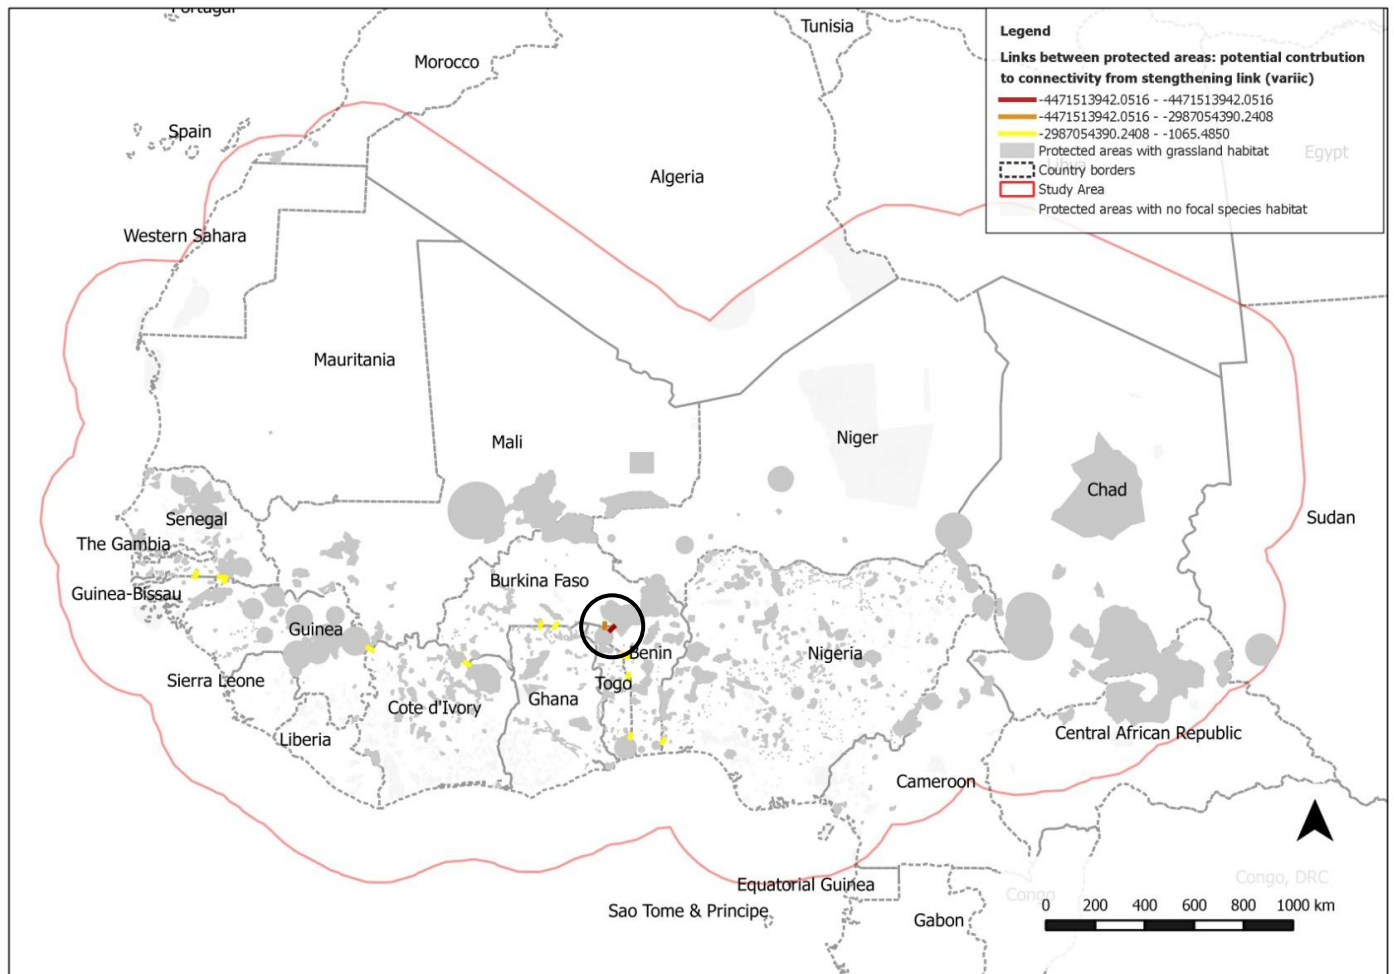 Portugal
Tunisia
Morocco
Legend
Links between protected areas: potential contrbution
to connectivity from stengthening link (variic)
-4471513942.0516 - -4471513942.0516
-4471513942.0516 - -2987054390.2408
-2987054390.2408 - -1065.4850
Protected areas with grassland habitat
Country borders
Study Area
Protected areas with no focal species habitat
Libya
Egypt
Spain
Algeria
Western Sahara
Mauritania
Mali
Niger
Chad
Sudan
Senegal
The Gambia
Guinea-Bissau
Burkina Faso
Guinea
Benin
Nigeria
Sierra Leone
Togo
Ghana
Cote d'Ivory
Liberia
Central African Republic
Cameroon
Equatorial Guinea
Sao Tome & Principe
Gabon
Congo
Congo, DRC
0 200 400 600 800 1000 km